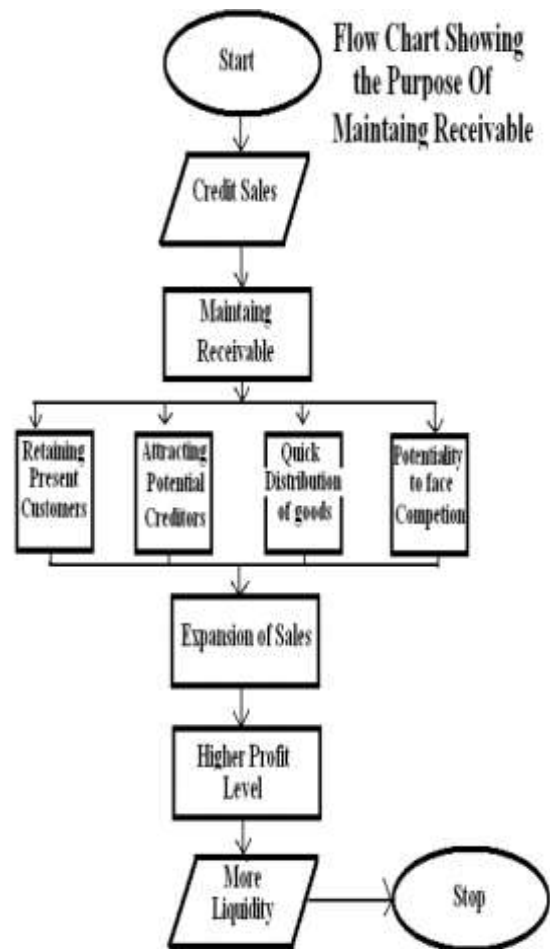 Start
Flow Chart Showing
the Purpose Of
Maintaing Receivable
Credit Sales
Maintaing
Receivable
Retaining
Present
Customers
Attracting
Potential
Creditors
Quick
Distribution
of goods
Potentiality
to face
Competion
Expansion of Sales
Higher Profit
Level
More
Liquidity
Stop